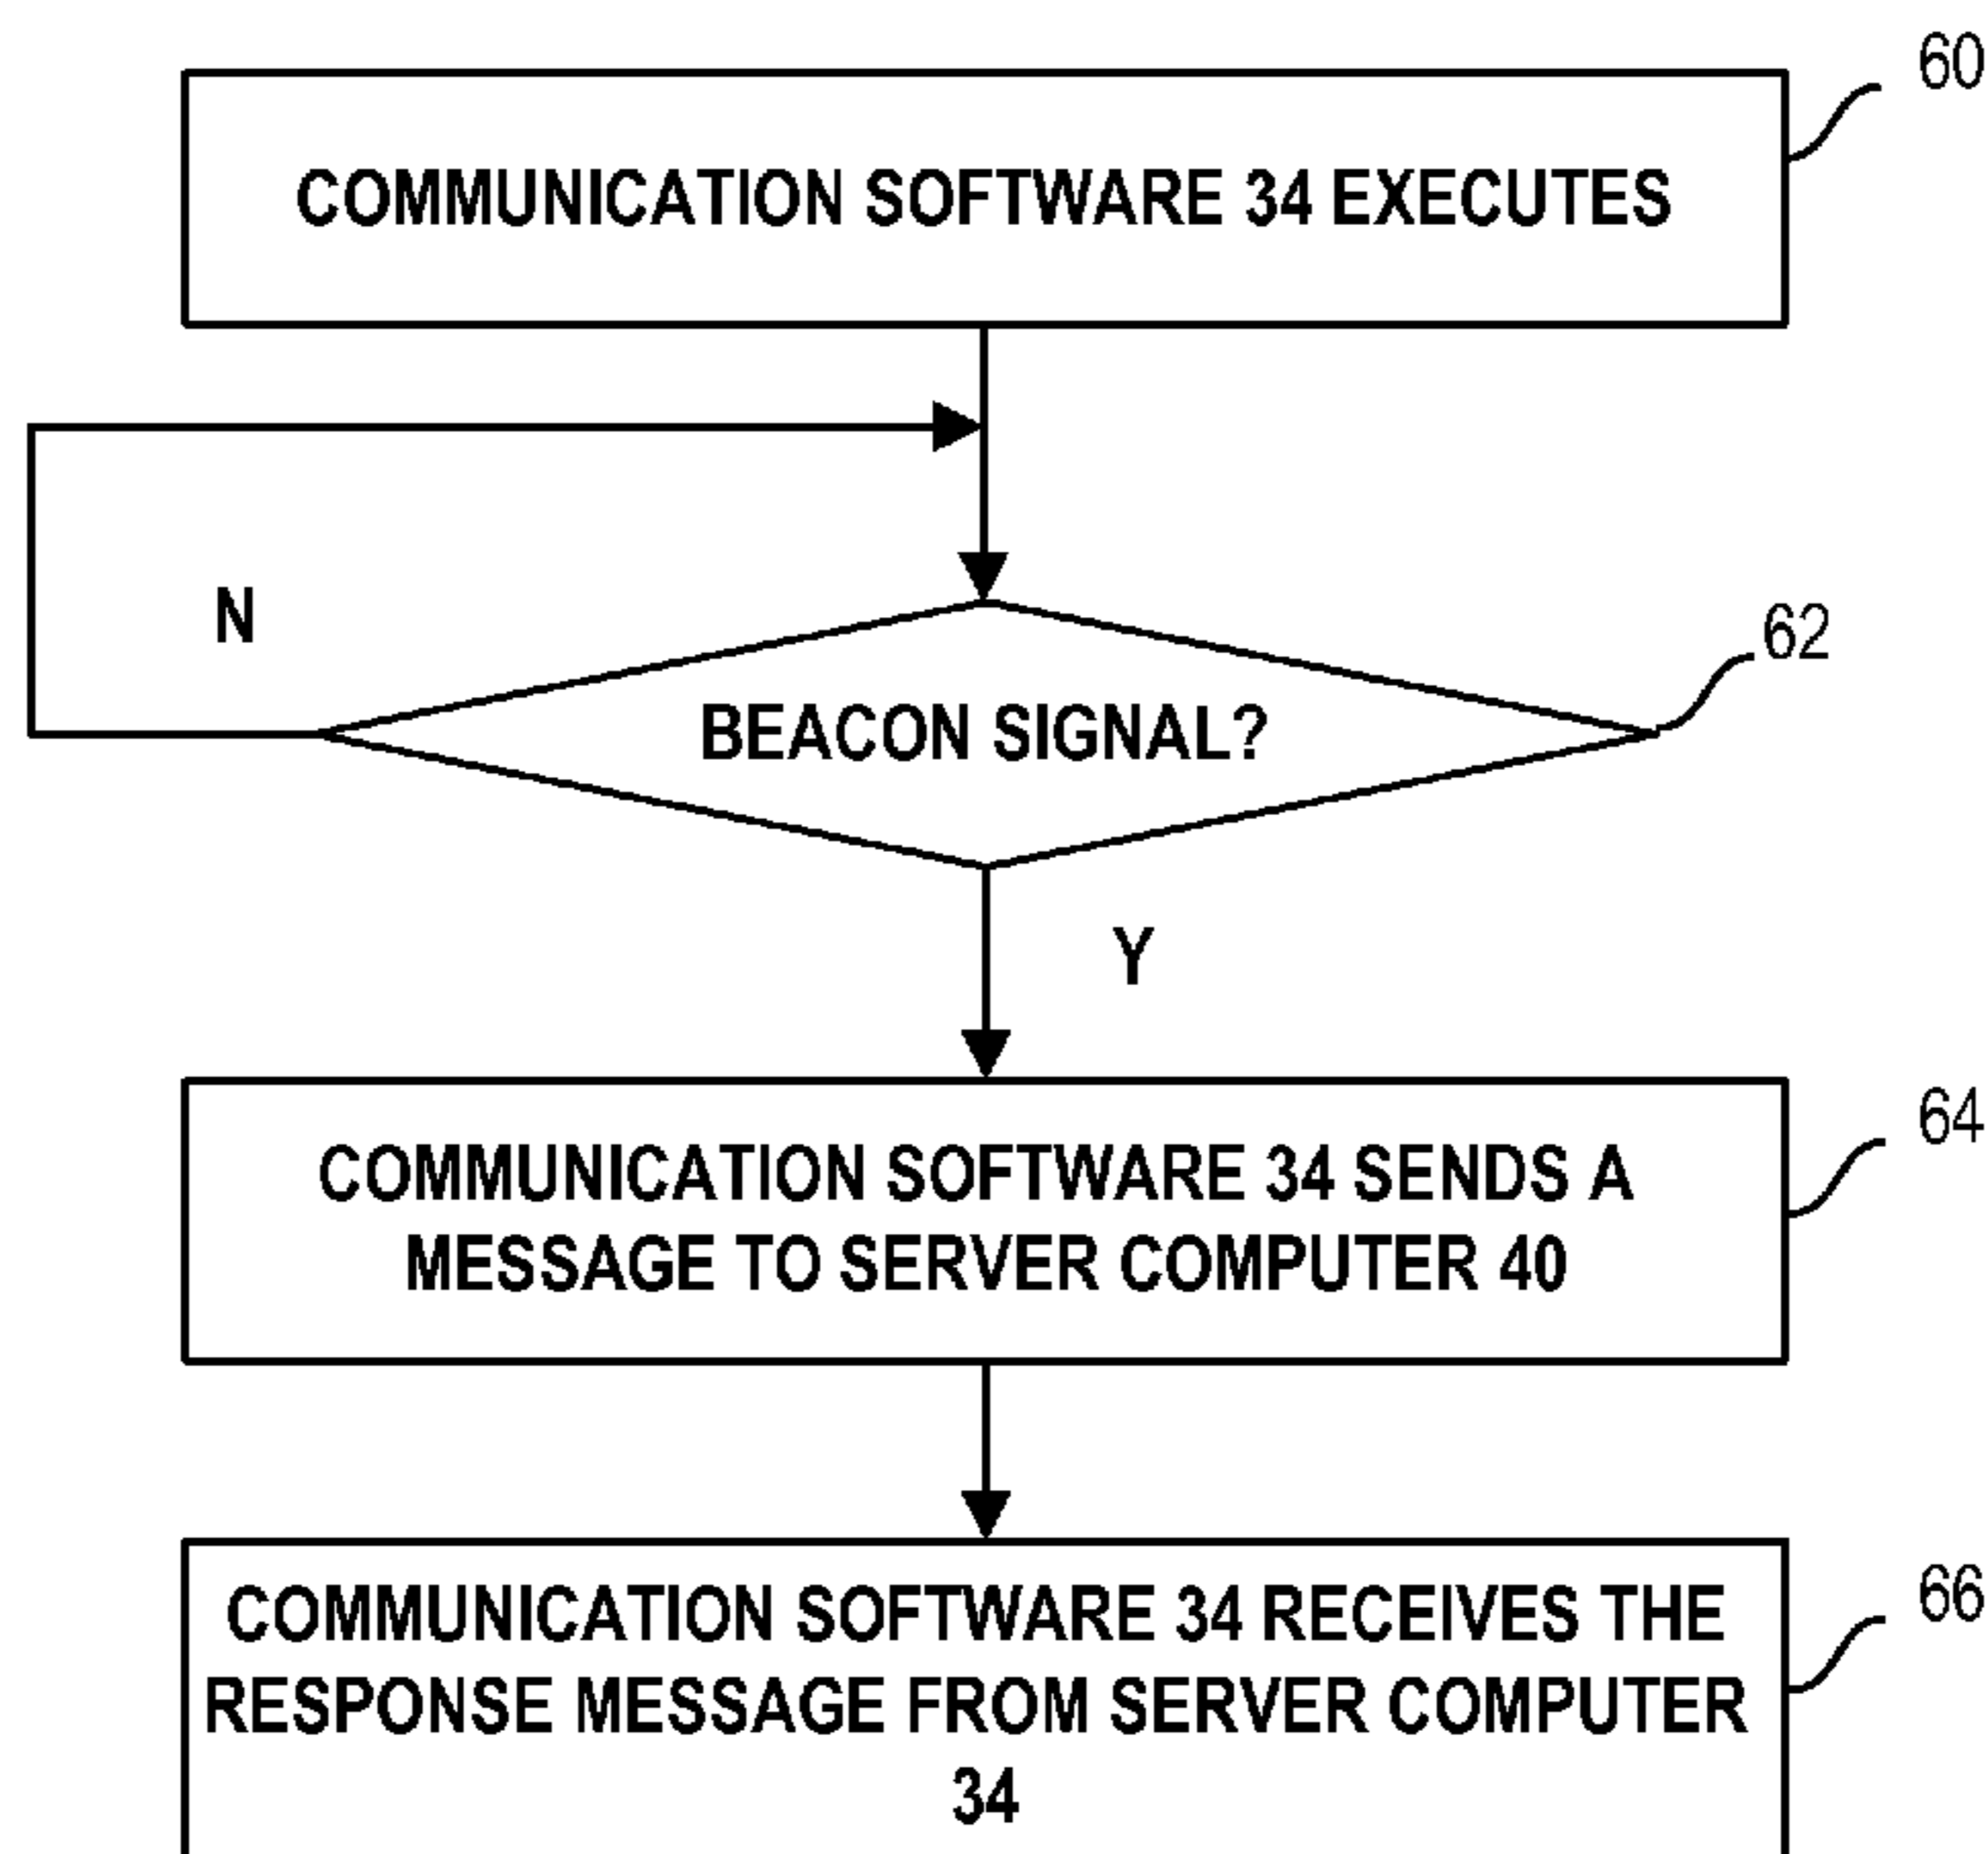 60
COMMUNICATION SOFTWARE 34 EXECUTES
N
62
BEACON SIGNAL?
Y
64
COMMUNICATION SOFTWARE 34 SENDS A
MESSAGE TO SERVER COMPUTER 40
66
COMMUNICATION SOFTWARE 34 RECEIVES THE
RESPONSE MESSAGE FROM SERVER COMPUTER
34